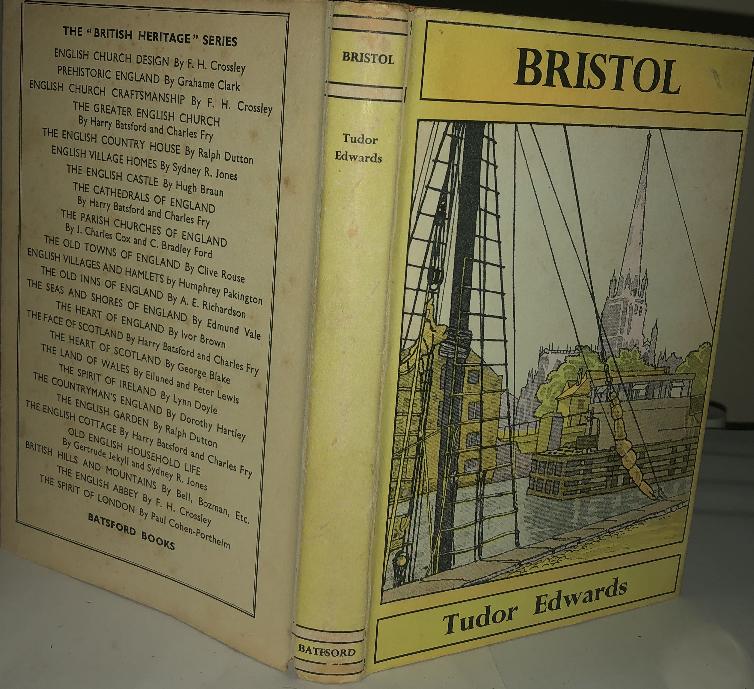 THE "BRITISH HERITAGE" SERIES
ENGLISH CHURCH DESIGN By F. H. Crossley
PREHISTORIC ENGLAND By Grahame Clark
ENGLISH CHURCH CRAFTSMANSHIP By F. H. Crossley
THE GREATER ENGLISH CHURCH
By Harry Batsford and Charles Fry
THE ENGLISH COUNTRY HOUSE By Ralph Dutton
ENGLISH VILLAGE HOMES By Sydney R. Jones
THE ENGLISH CASTLE By Hugh Braun
THE CATHEDRALS OF ENGLAND
By Harry Batsford and Charles Fry
THE PARISH CHURCHES OF ENGLAND
By J. Charles Cox and C. Bradley Ford
THE OLD TOWNS OF ENGLAND By Clive Rouse
ENGLISH VILLAGES AND HAMLETS by Humphrey Pakington
THE OLD INNS OF ENGLAND By A. E. Richardson
THE SEAS AND SHORES OF ENGLAND By Edmund Vale
THE HEART OF ENGLAND By Ivor Brown
THE FACE OF SCOTLAND By Harry Batsford and Charles Fry
THE HEART OF SCOTLAND By George Blake
THE LAND OF WALES By Eiluned and Peter Lewis
THE SPIRIT OF IRELAND By Lynn Doyle
THE COUNTRYMAN'S ENGLAND By Dorothy Hartley
THE ENGLISH GARDEN By Ralph Dutton
THE ENGLISH COTTAGE By Harry Batsford and Charles Fry
OLD ENGLISH HOUSEHOLD LIFE
By Gertrude Jekyll and Sydney R. Jones
BRITISH HILLS AND MOUNTAINS By Bell, Bozman, Etc.
THE ENGLISH ABBEY By F. H. Crossley
THE SPIRIT OF LONDON By Paul Cohen-Portheim
BATSFORD BOOKS
BRISTOL
Tudor
Edwards
BATSFORD
BRISTOL
Tudor Edwards